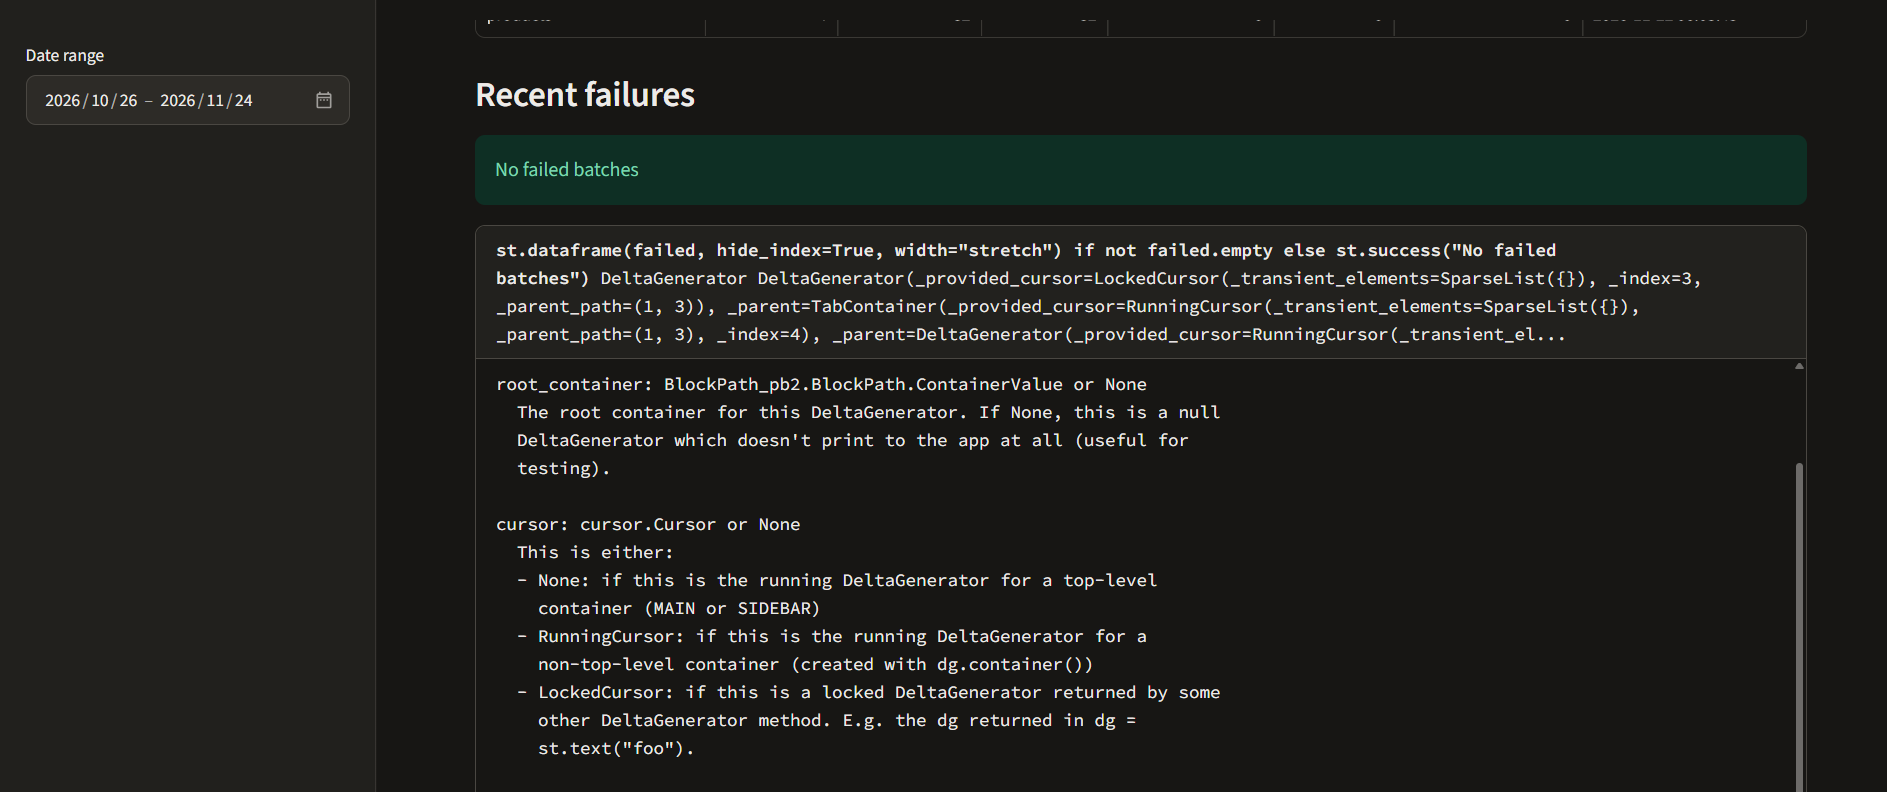 Date range
2026/10/26 – 2026/11/24
Recent failures
No failed batches
st.dataframe(failed, hide_index=True, width="stretch") if not failed.empty else st.success("No failed
batches") DeltaGenerator DeltaGenerator(_provided_cursor=LockedCursor(_transient_elements=SparseList({}), _index=3,
_parent_path=(1, 3)), _parent=TabContainer(_provided_cursor=RunningCursor(_transient_elements=SparseList({}),
_parent_path=(1, 3), _index=4), _parent=DeltaGenerator(_provided_cursor=RunningCursor(_transient_el...
root_container: BlockPath_pb2.BlockPath.ContainerValue or None
The root container for this DeltaGenerator. If None, this is a null
DeltaGenerator which doesn't print to the app at all (useful for
testing).
cursor: cursor.Cursor or None
This is either:
- None: if this is the running DeltaGenerator for a top-level
container (MAIN or SIDEBAR)
- RunningCursor: if this is the running DeltaGenerator for a
non-top-level container (created with dg.container())
- LockedCursor: if this is a locked DeltaGenerator returned by some
other DeltaGenerator method. E.g. the dg returned in dg =
st.text("foo").